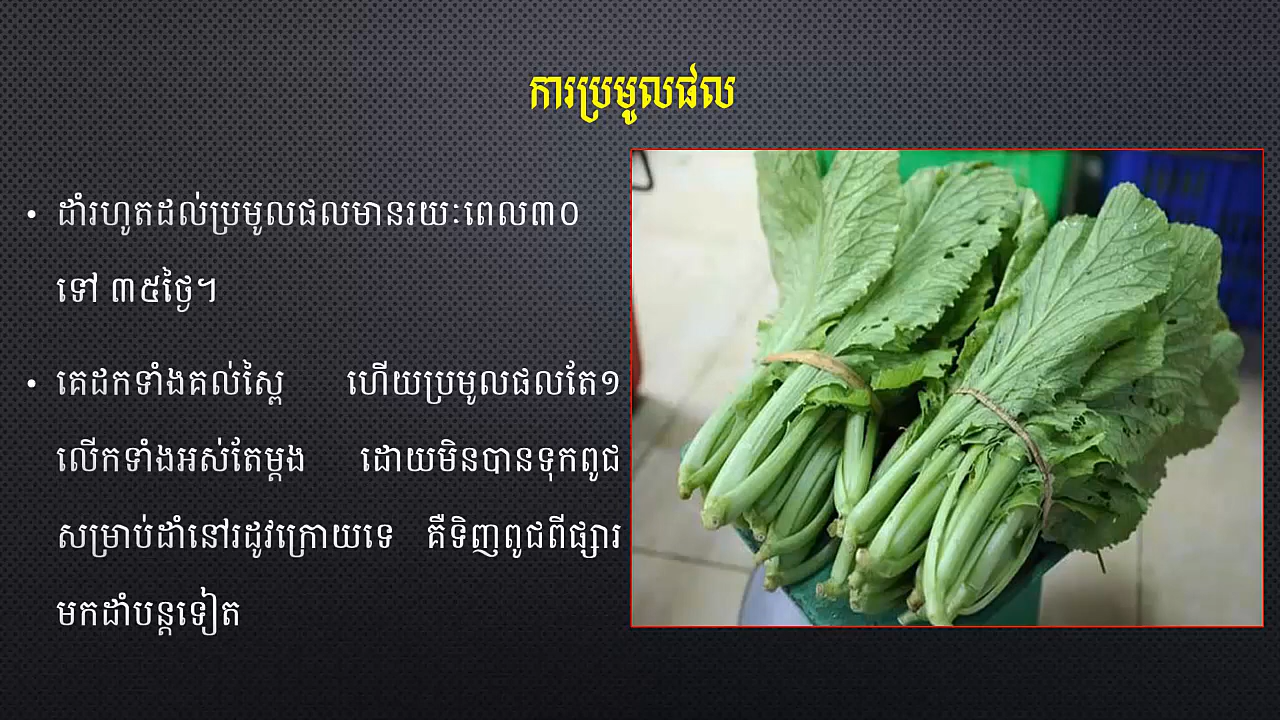 ការប្រមូលផល
• ដាំរហូតដល់ប្រមូលផលមានរយៈពេល៣០
ទៅ ៣៥ថ្ងៃ។
• គេដកទាំងគល់ស្ពៃ ហើយប្រមូលផលតែ១
លើកទាំងអស់តែម្តង ដោយមិនបានទុកពូជ
សម្រាប់ដាំនៅរដូវក្រោយទេ គឺទិញពូជពីផ្សារ
មកដាំបន្តទៀត